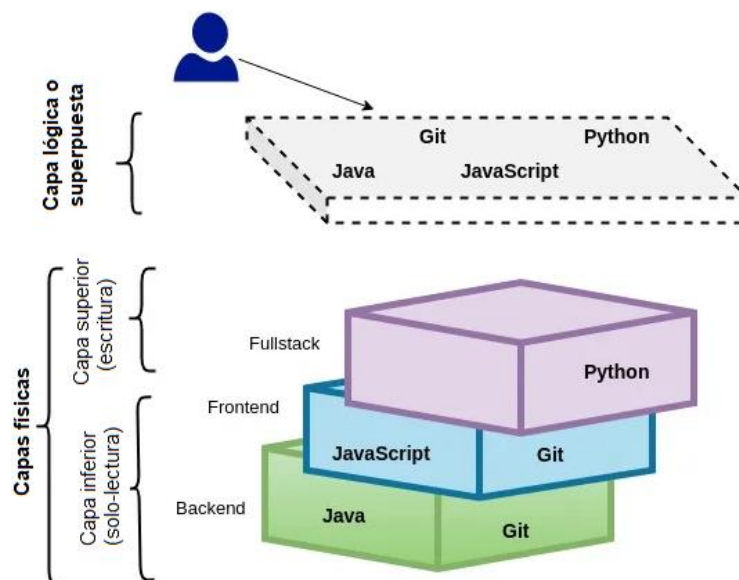 Capa lógica o
superpuesta
Git
Python
Java
JavaScript
Capas físicas
Capa superior
(escritura)
Fullstack
Python
Frontend
JavaScript
Git
Capa inferior
(solo-lectura)
Backend
Java
Git